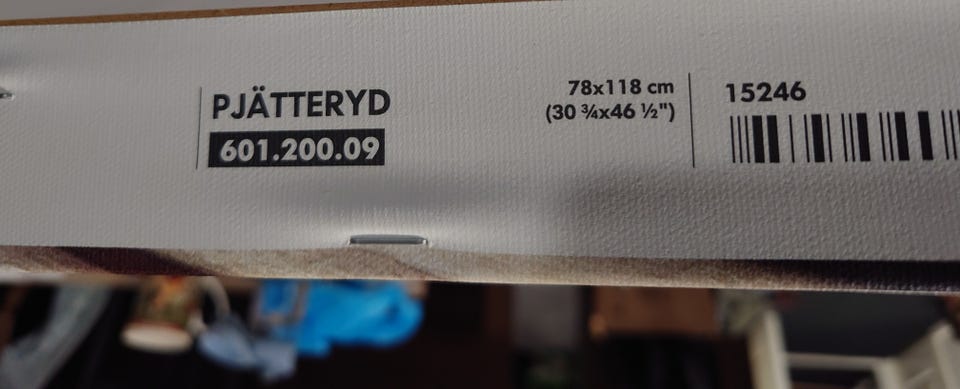 PJÄTTERYD
601.200.09
78x118 cm
(30 ¾x46 ½")
15246